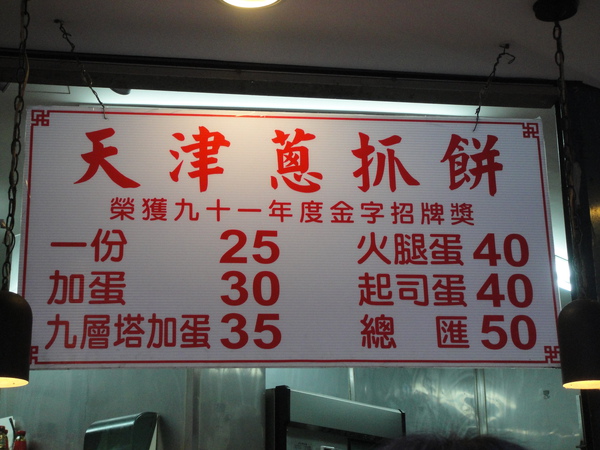 天津蔥抓餅
榮獲九十一年度金字招牌獎
一份 25
加蛋 30
九層塔加蛋 35
火腿蛋 40
起司蛋 40
總匯 50